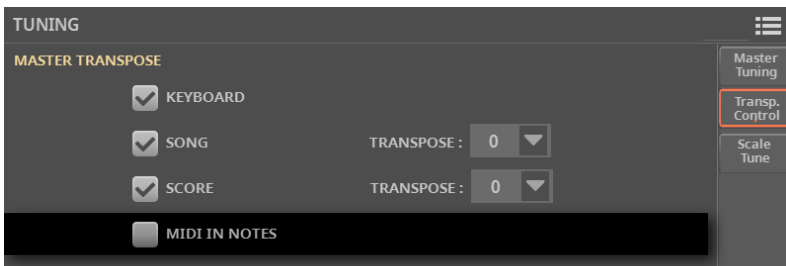 TUNING
MASTER TRANSPOSE
KEYBOARD
SONG TRANSPOSE : 0
SCORE TRANSPOSE : 0
MIDI IN NOTES
Master
Tuning
Transp.
Control
Scale
Tune